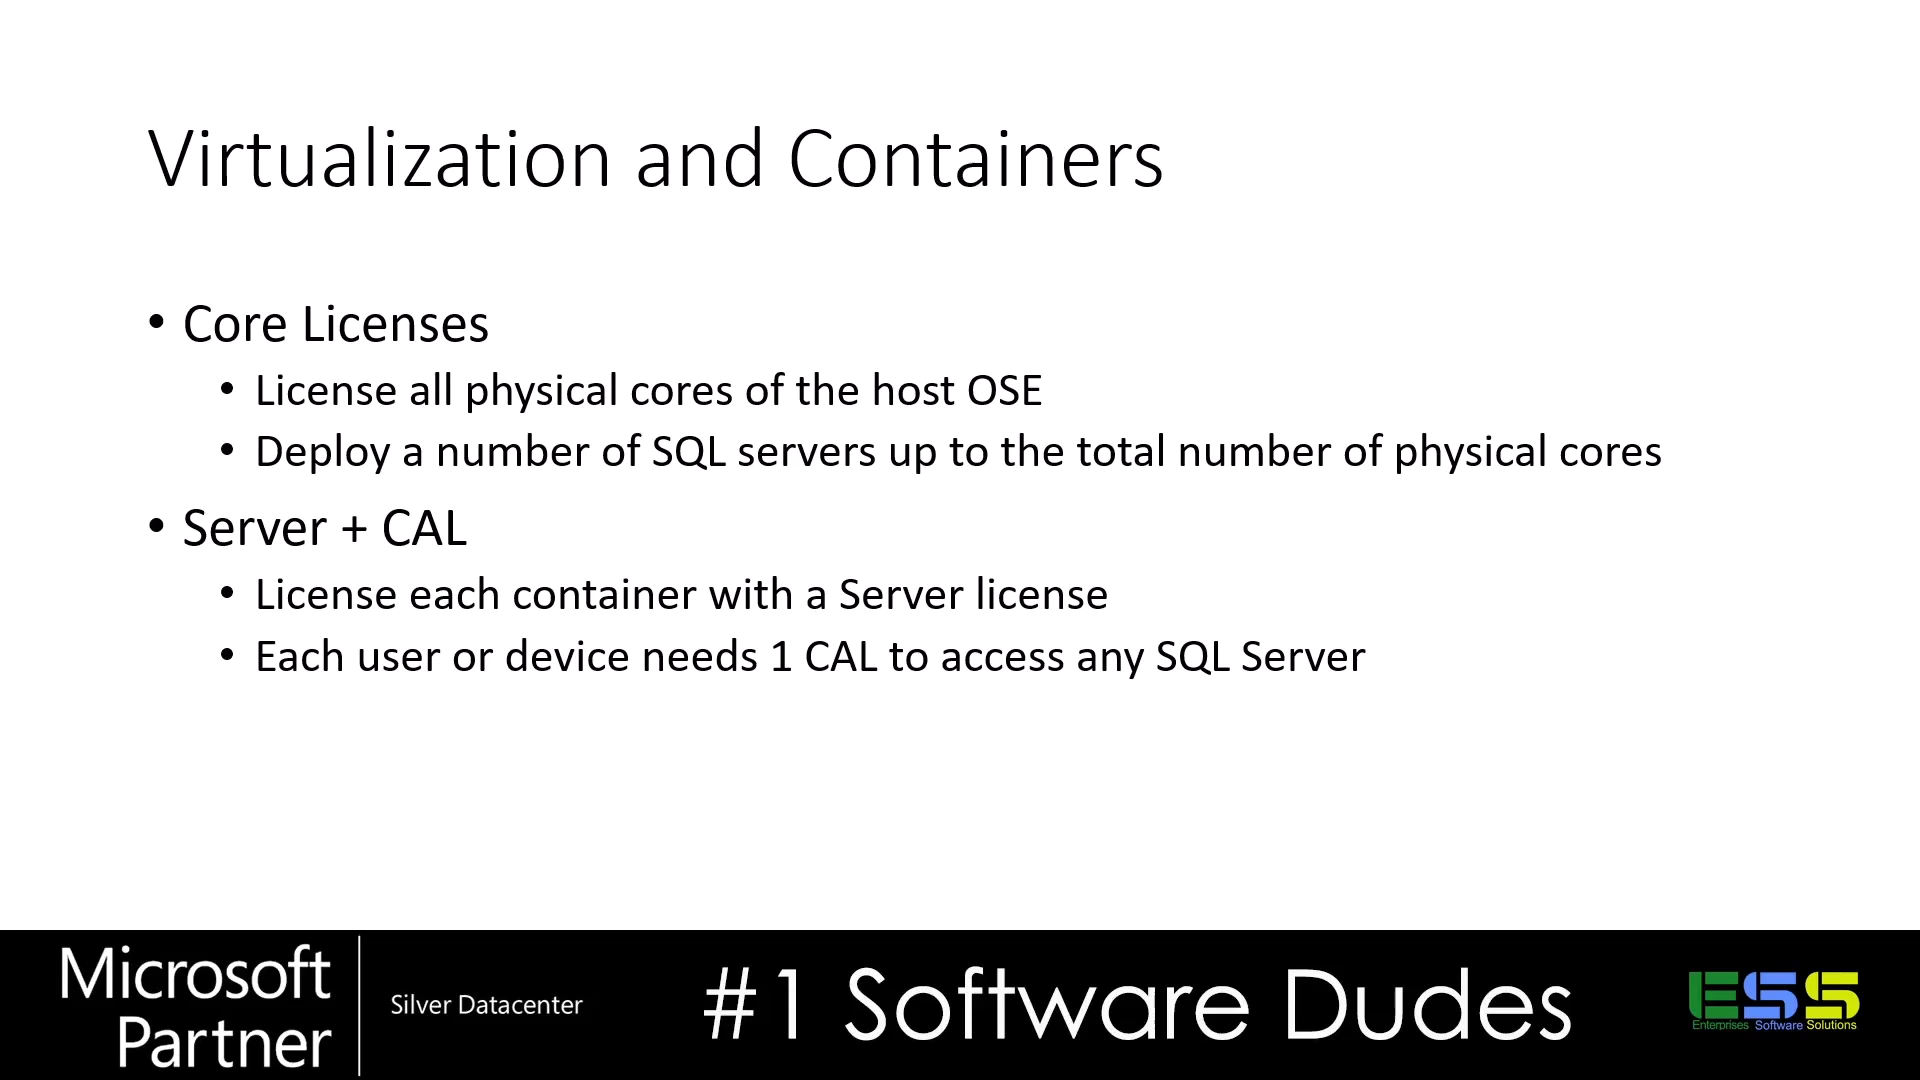 Virtualization and Containers
• Core Licenses
• License all physical cores of the host OSE
• Deploy a number of SQL servers up to the total number of physical cores
• Server + CAL
• License each container with a Server license
• Each user or device needs 1 CAL to access any SQL Server
Microsoft
Partner
Silver Datacenter
#1 Software Dudes
ESS
Enterprises Software Solutions